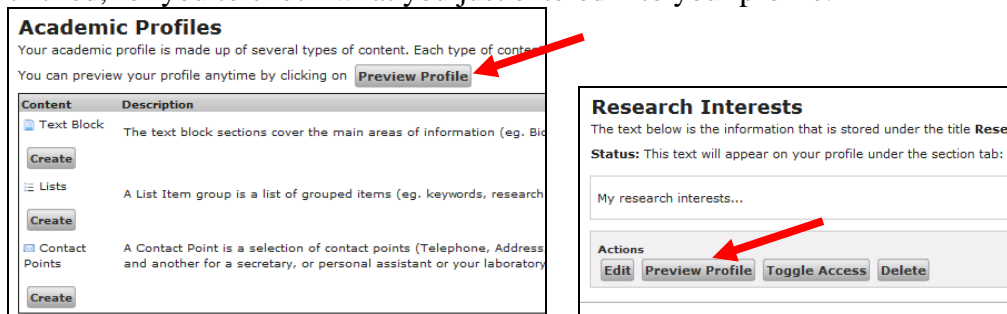 Academic Profiles
Your academic profile is made up of several types of content. Each type of conten
You can preview your profile anytime by clicking on Preview Profile
Content Description
Text Block The text block sections cover the main areas of information (eg. Bio
Create
Lists A List Item group is a list of grouped items (eg. keywords, research
Create
Contact Points A Contact Point is a selection of contact points (Telephone, Address
and another for a secretary, or personal assistant or your laboratory
Create
Research Interests
The text below is the information that is stored under the title Rese
Status: This text will appear on your profile under the section tab:
My research interests...
Actions
Edit Preview Profile Toggle Access Delete